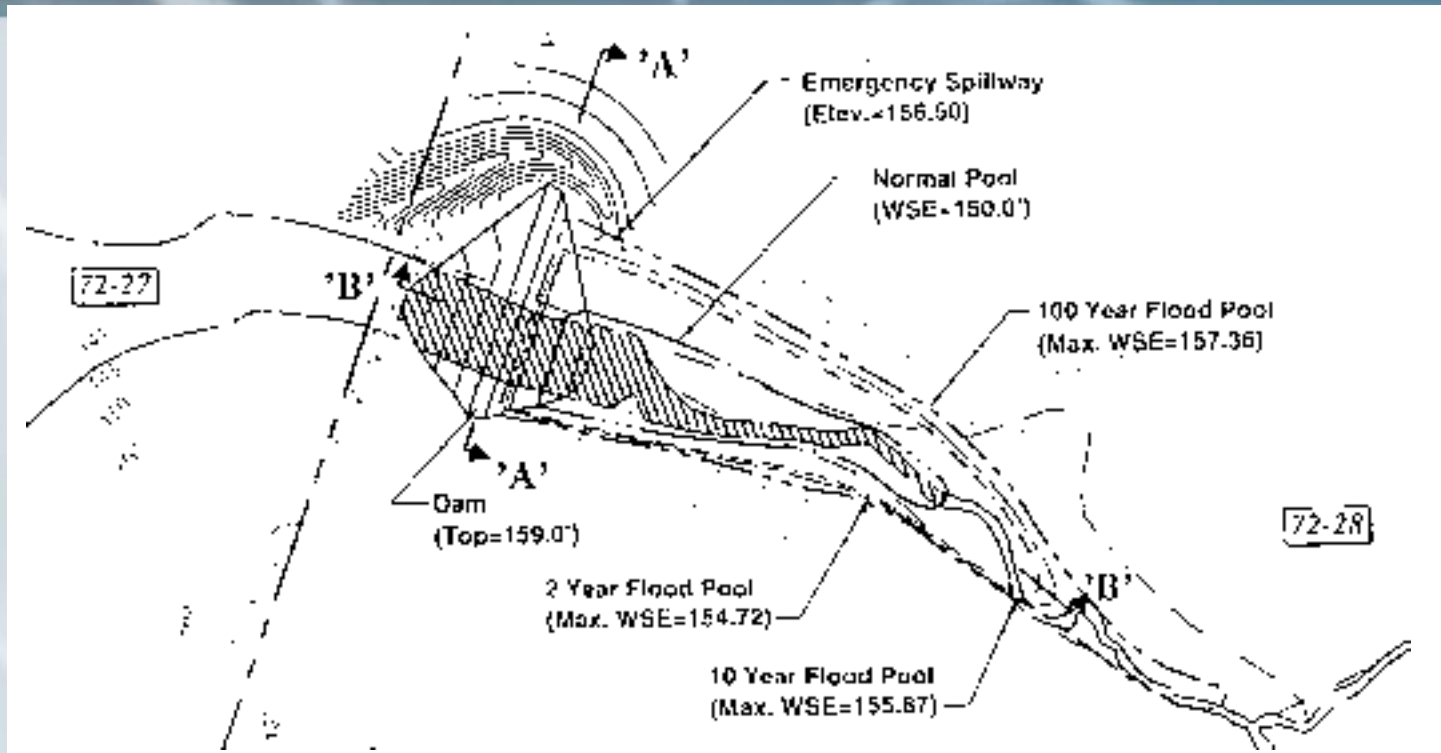 'A'
Emergency Spillway
(Elev.=156.50)
Normal Pool
(WSE=150.0')
72-27
'B'
100 Year Flood Pool
(Max. WSE=157.36)
'A'
Dam
(Top=159.0')
72-28
2 Year Flood Pool
(Max. WSE=154.72)
'B'
10 Year Flood Pool
(Max. WSE=155.87)